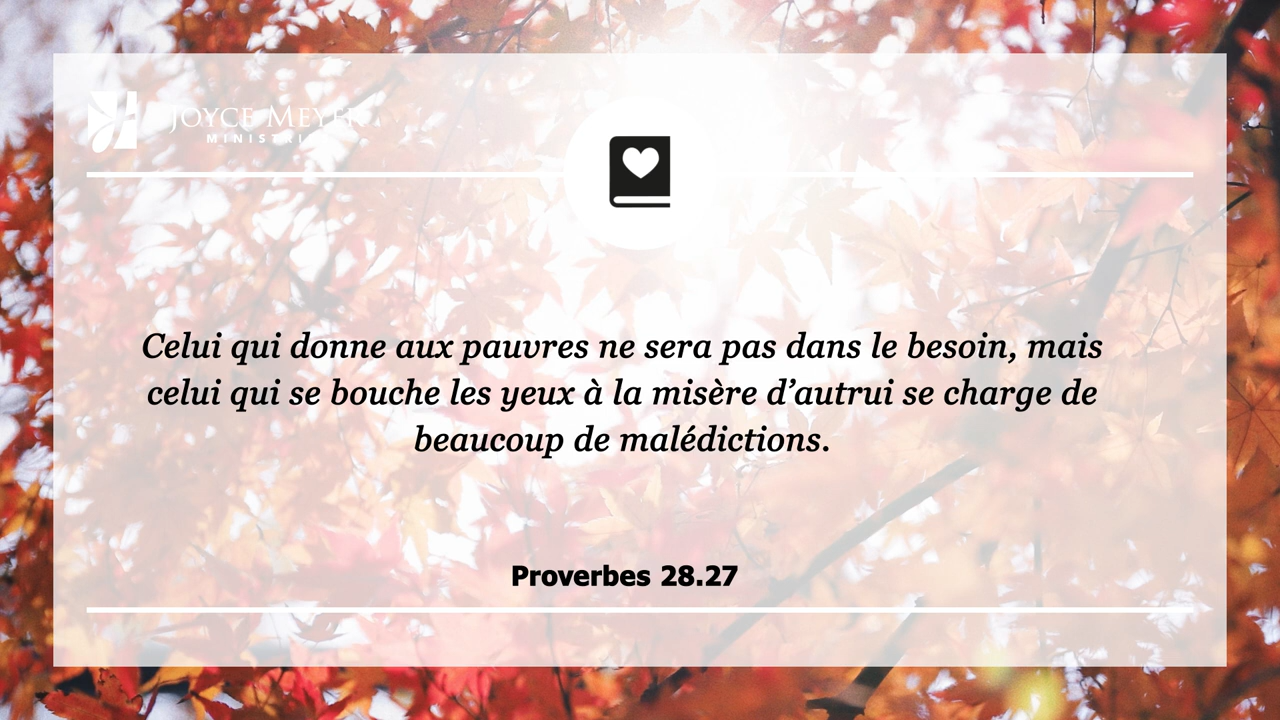 JOYCE MEYER
MINISTRIES
Celui qui donne aux pauvres ne sera pas dans le besoin, mais
celui qui se bouche les yeux à la misère d’autrui se charge de
beaucoup de malédictions.
Proverbes 28.27